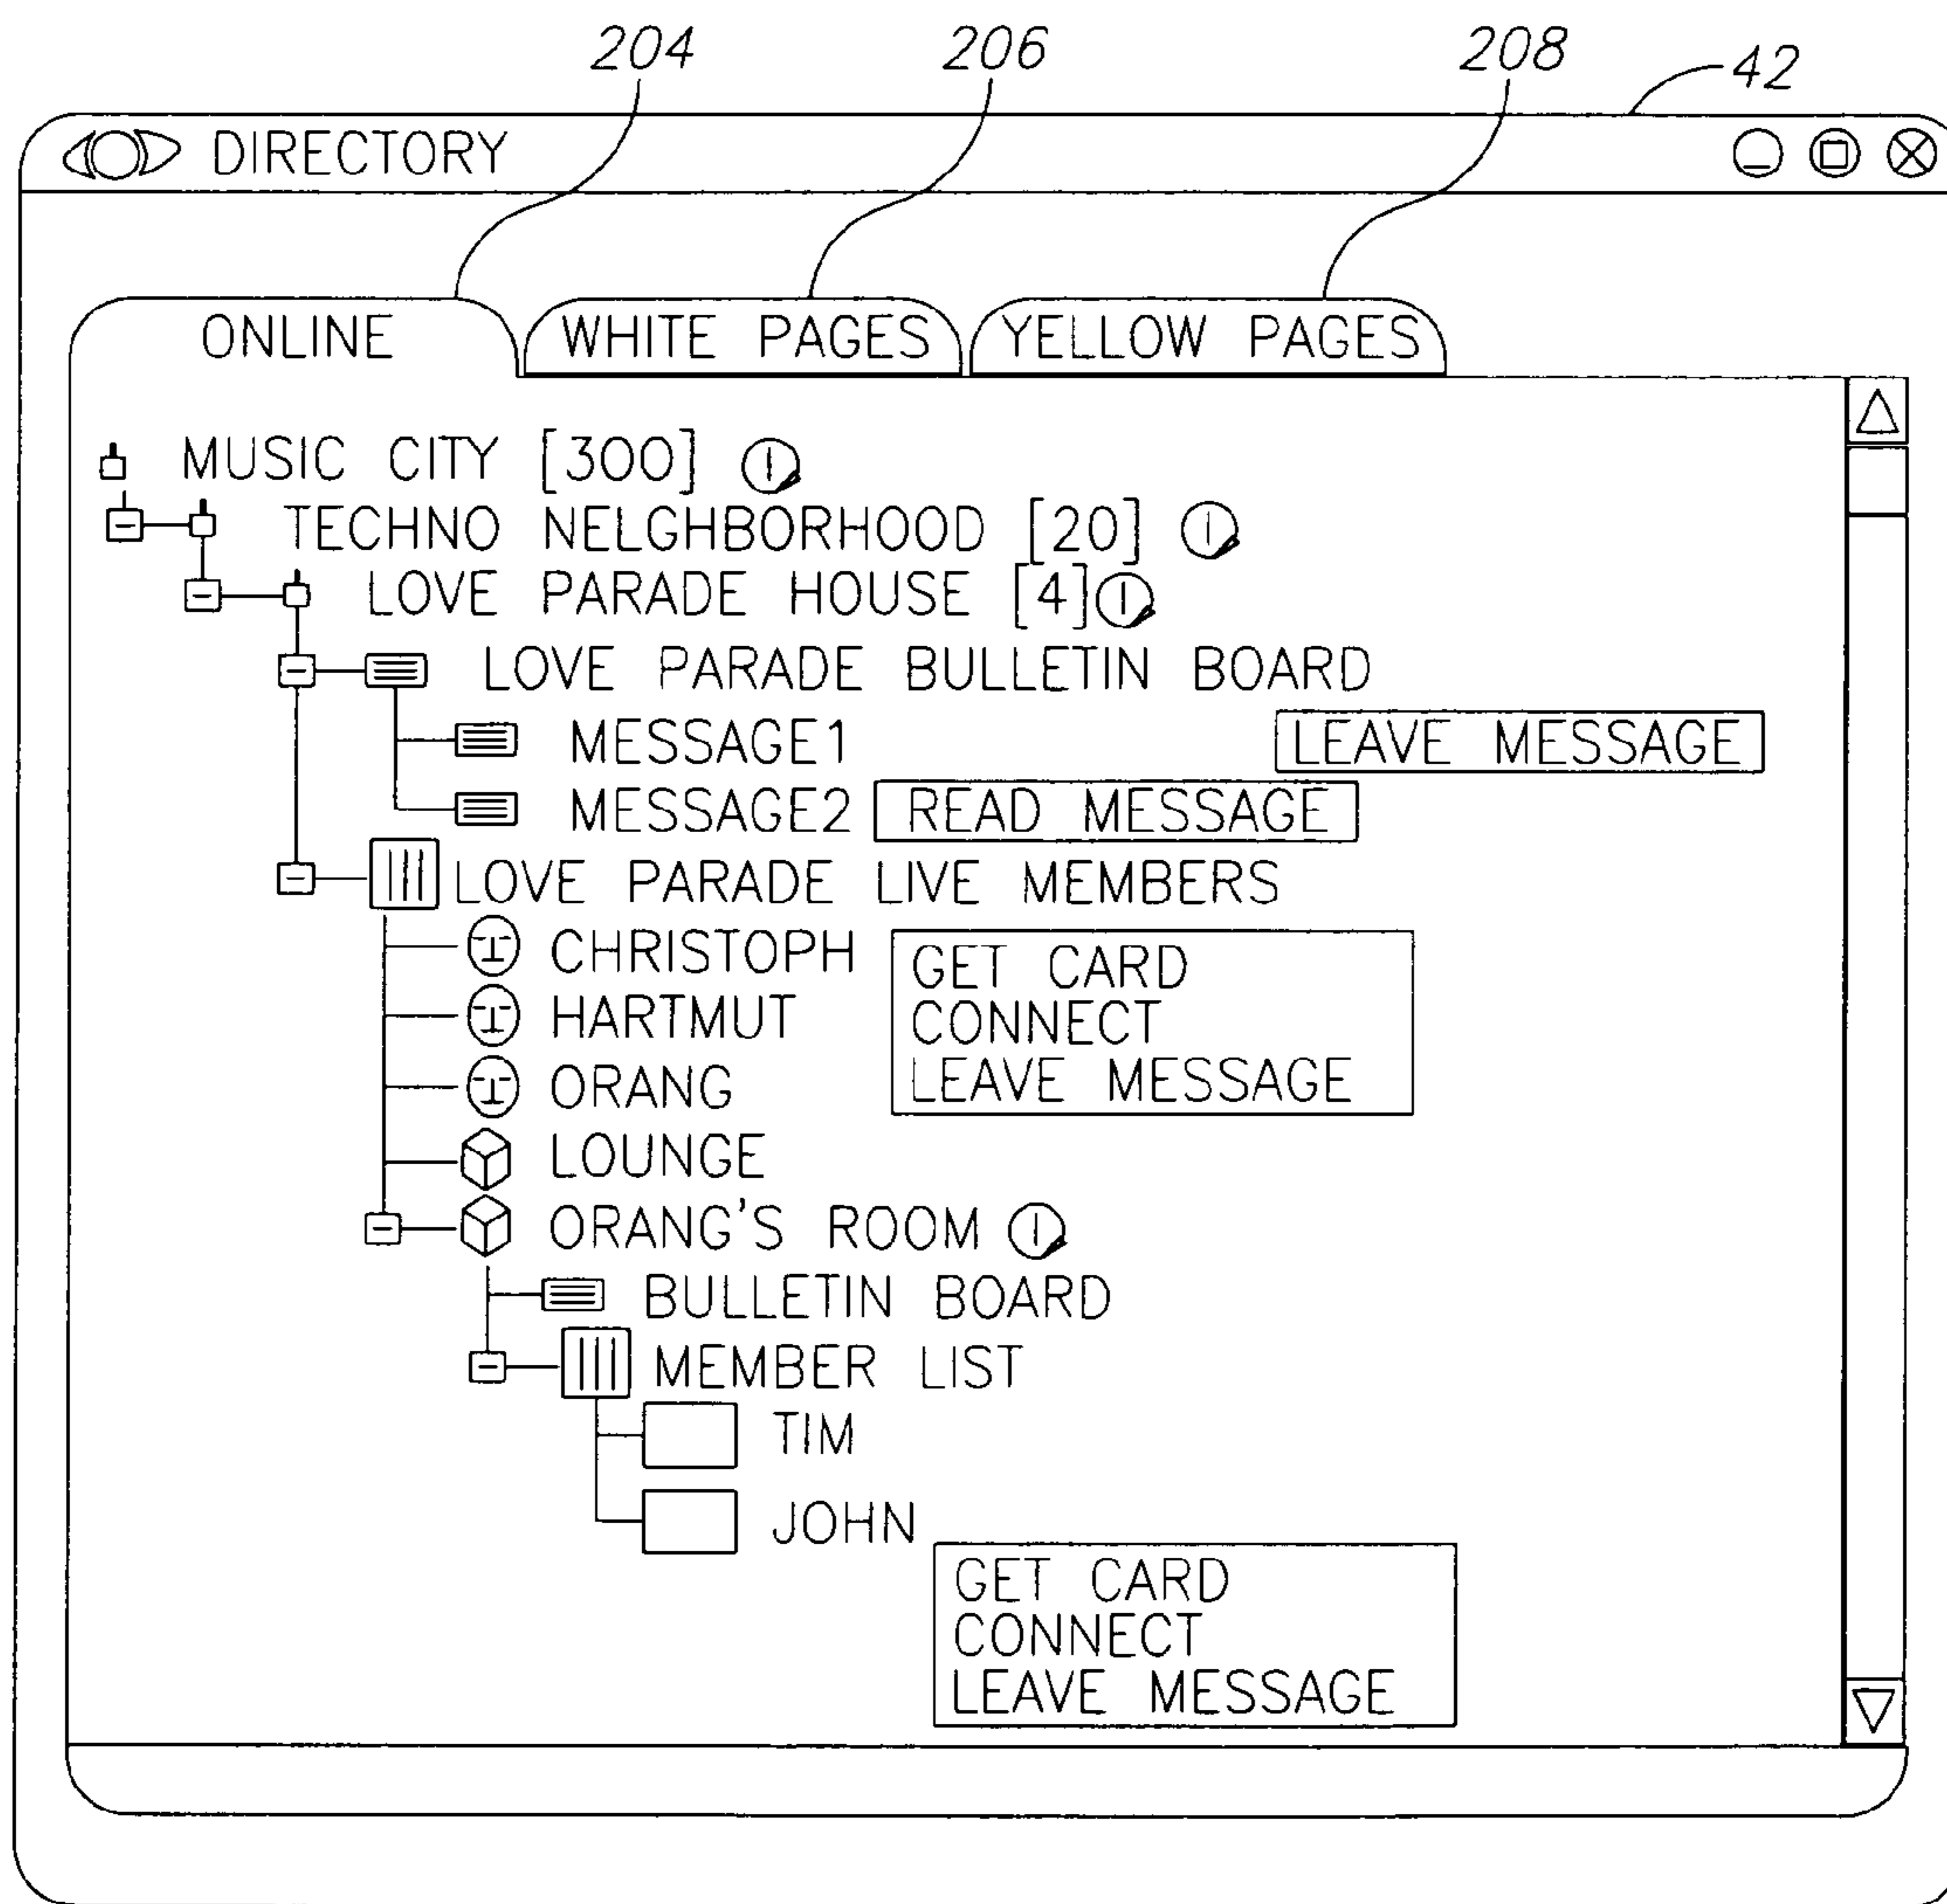 204 206 208 42
DIRECTORY
ONLINE WHITE PAGES YELLOW PAGES
MUSIC CITY [300]
TECHNO NELGHBORHOOD [20]
LOVE PARADE HOUSE [4]
LOVE PARADE BULLETIN BOARD
MESSAGE1 LEAVE MESSAGE
MESSAGE2 READ MESSAGE
LOVE PARADE LIVE MEMBERS
CHRISTOPH GET CARD
HARTMUT CONNECT
ORANG LEAVE MESSAGE
LOUNGE
ORANG'S ROOM
BULLETIN BOARD
MEMBER LIST
TIM
JOHN
GET CARD
CONNECT
LEAVE MESSAGE